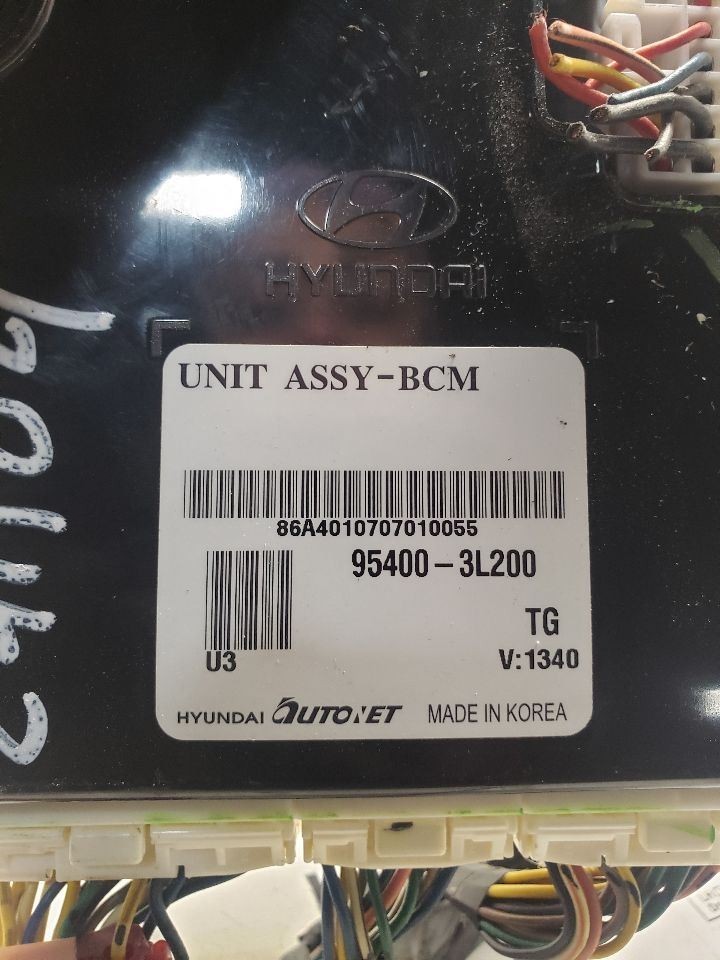 HYUNDAI
UNIT ASSY-BCM
86A4010707010055
95400-3L200
TG
U3
V:1340
HYUNDAI AUTONET MADE IN KOREA